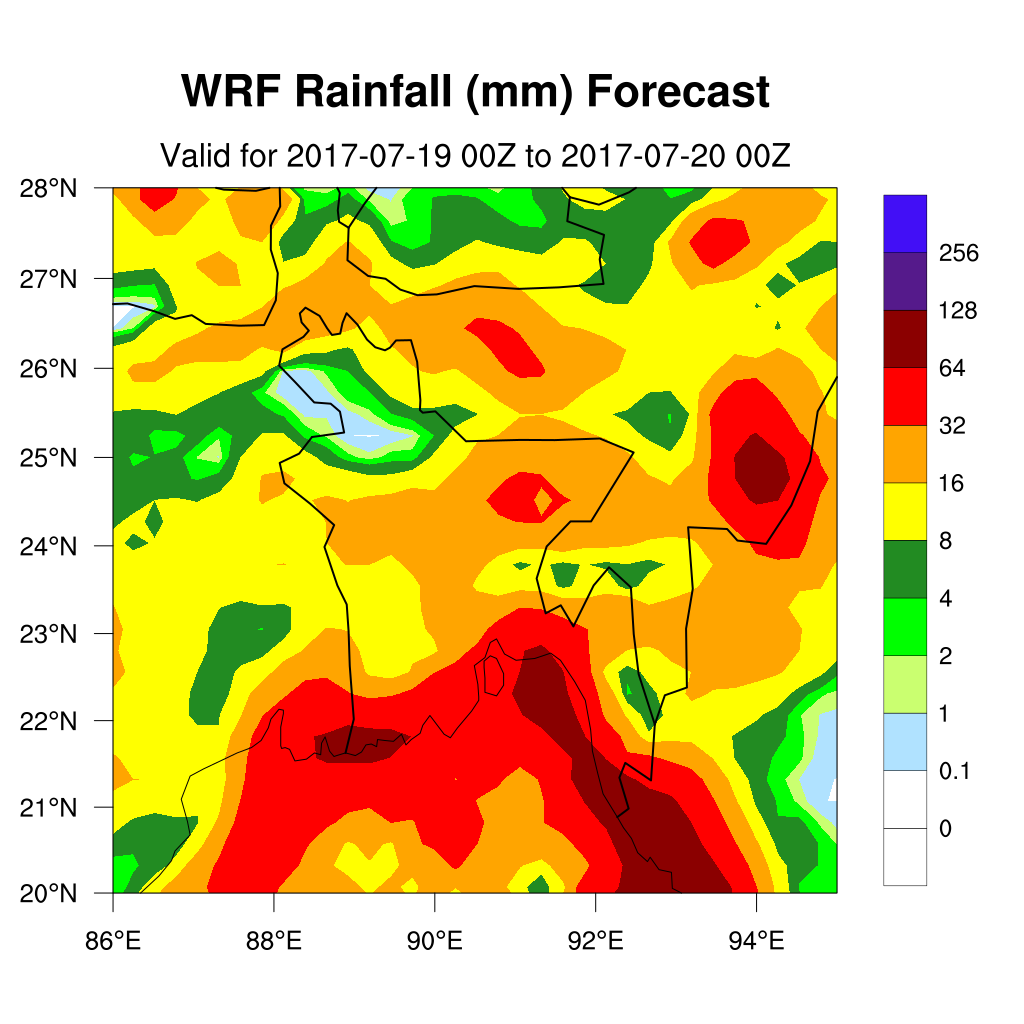 WRF Rainfall (mm) Forecast
Valid for 2017-07-19 00Z to 2017-07-20 00Z
28°N
27°N
26°N
25°N
24°N
23°N
22°N
21°N
20°N
86°E 88°E 90°E 92°E 94°E
256
128
64
32
16
8
4
2
1
0.1
0